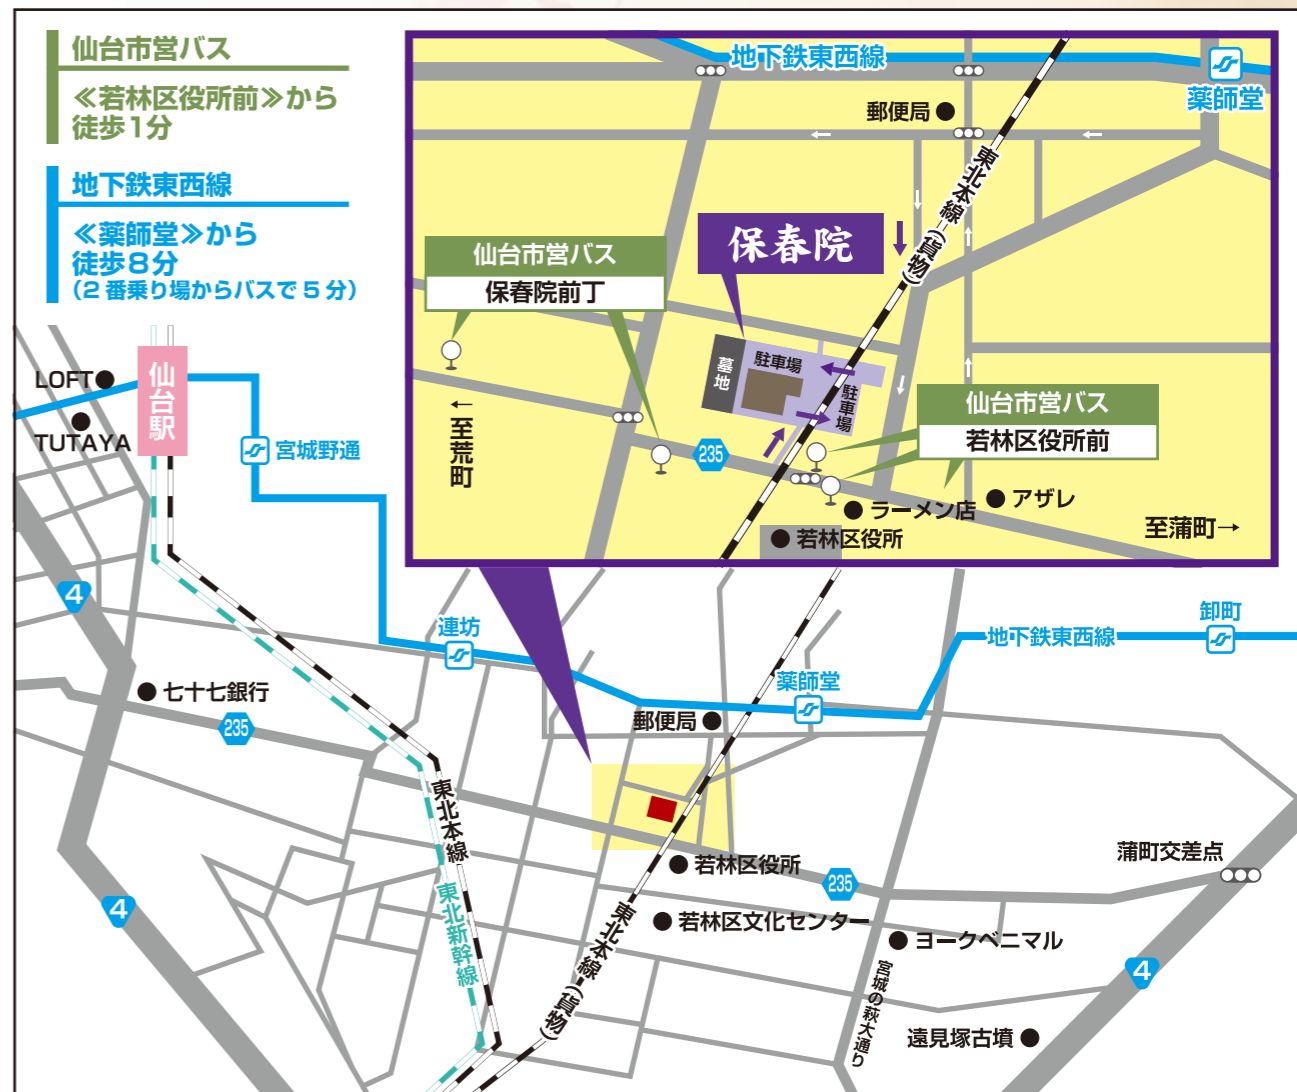 仙台市営バス
≪若林区役所前≫から
徒歩1分
地下鉄東西線
≪薬師堂≫から
徒歩8分
（2番乗り場からバスで5分）
地下鉄東西線
薬師堂
郵便局
東北本線（貨物）
保春院
仙台市営バス
保春院前丁
墓地
駐車場
駐車場
←至荒町
235
仙台市営バス
若林区役所前
ラーメン店
アザレ
若林区役所
至蒲町→
LOFT
TUTAYA
仙台駅
宮城野通
4
連坊
地下鉄東西線
卸町
七十七銀行
235
薬師堂
郵便局
東北本線
東北新幹線
若林区役所
235
蒲町交差点
4
若林区文化センター
東北本線（貨物）
ヨークベニマル
宮城の萩大通り
4
遠見塚古墳